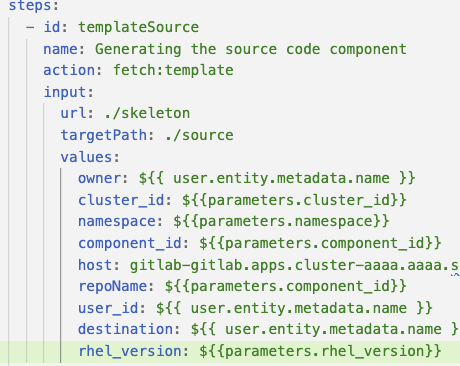 steps:
- id: templateSource
name: Generating the source code component
action: fetch:template
input:
url: ./skeleton
targetPath: ./source
values:
owner: ${{ user.entity.metadata.name }}
cluster_id: ${{parameters.cluster_id}}
namespace: ${{parameters.namespace}}
component_id: ${{parameters.component_id}}
host: gitlab-gitlab.apps.cluster-aaaa.aaaa.s
repoName: ${{parameters.component_id}}
user_id: ${{ user.entity.metadata.name }}
destination: ${{ user.entity.metadata.name }
rhel_version: ${{parameters.rhel_version}}